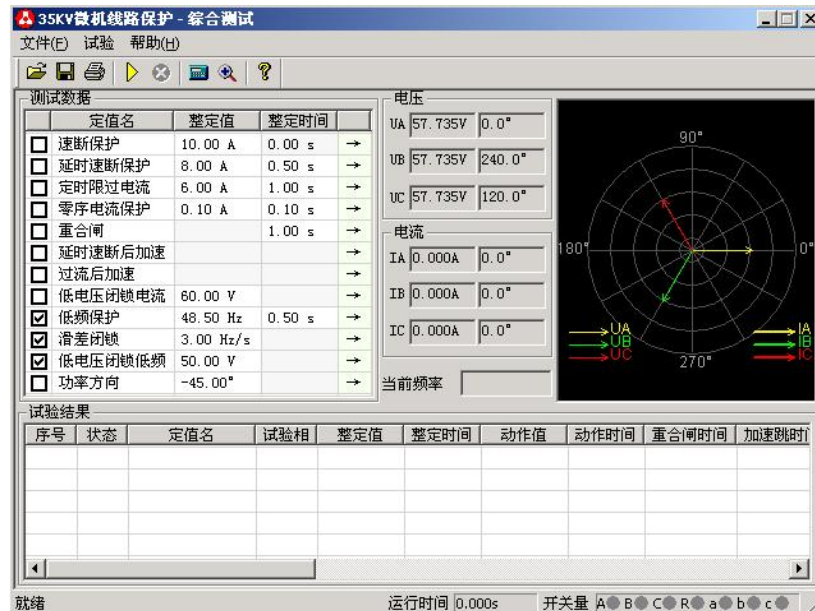 35KV微机线路保护 - 综合测试
文件(F) 试验 帮助(H)
测试数据
定值名 整定值 整定时间
速断保护 10.00 A 0.00 s →
延时速断保护 8.00 A 0.50 s →
定时限过电流 6.00 A 1.00 s →
零序电流保护 0.10 A 0.10 s →
重合闸 1.00 s →
延时速断后加速 →
过流后加速 →
低电压闭锁电流 60.00 V →
低频保护 48.50 Hz 0.50 s →
滑差闭锁 3.00 Hz/s →
低电压闭锁低频 50.00 V →
功率方向 -45.00° →
电压
UA 57.735V 0.0°
UB 57.735V 240.0°
UC 57.735V 120.0°
电流
IA 0.000A 0.0°
IB 0.000A 0.0°
IC 0.000A 0.0°
当前频率
90°
180° 0°
270°
UA IA
UB IB
UC IC
试验结果
序号 状态 定值名 试验相 整定值 整定时间 动作值 动作时间 重合闸时间 加速跳时
就绪 运行时间 0.000s 开关量 A B C R a b c